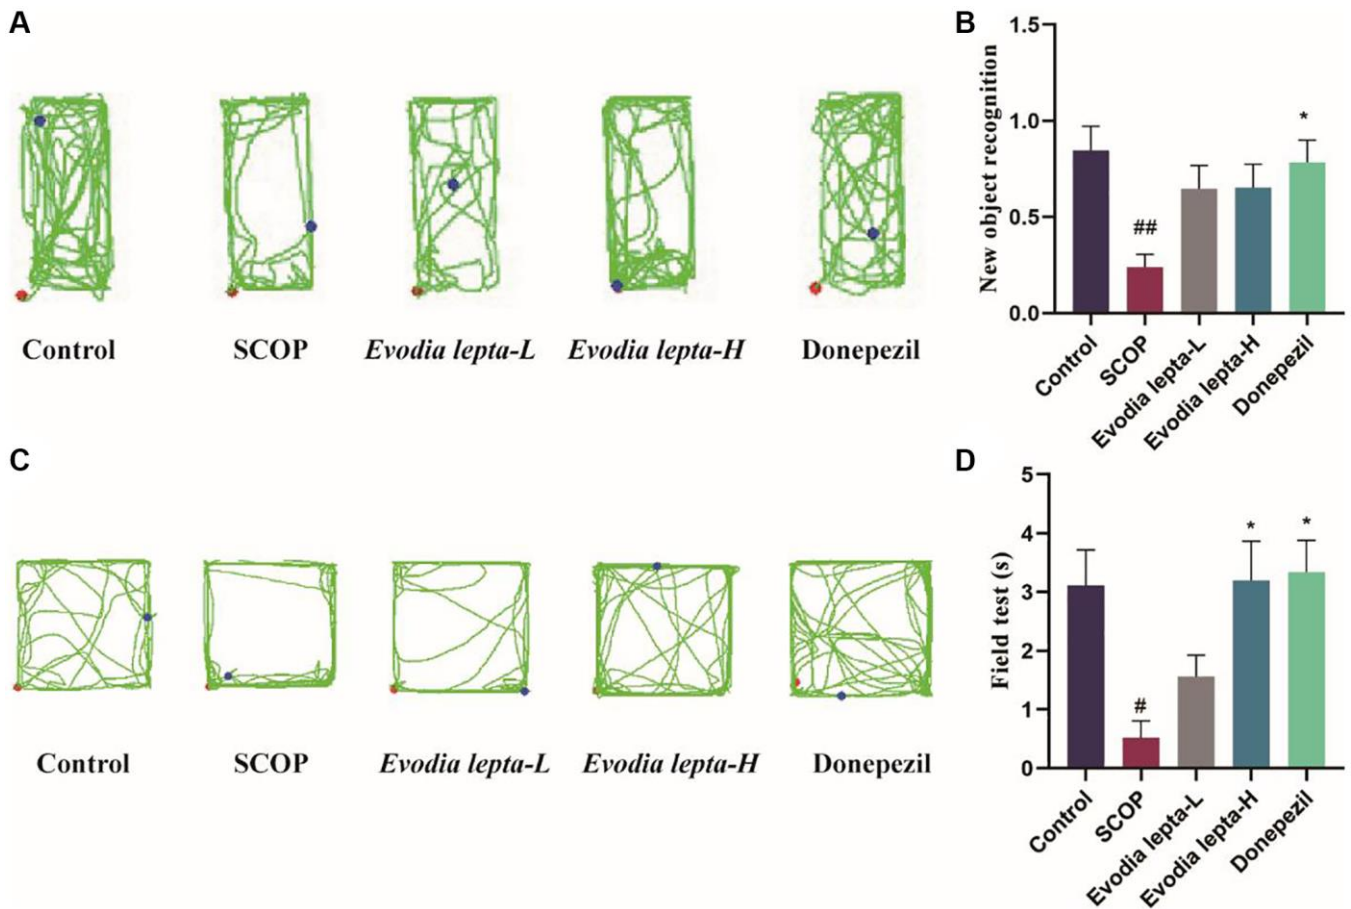 A
Control
SCOP
Evodia lepta-L
Evodia lepta-H
Donepezil
B
New object recognition
1.5
1.0
0.5
0.0
##
*
Control
SCOP
Evodia lepta-L
Evodia lepta-H
Donepezil
C
Control
SCOP
Evodia lepta-L
Evodia lepta-H
Donepezil
D
Field test (s)
5
4
3
2
1
0
#
*
*
Control
SCOP
Evodia lepta-L
Evodia lepta-H
Donepezil